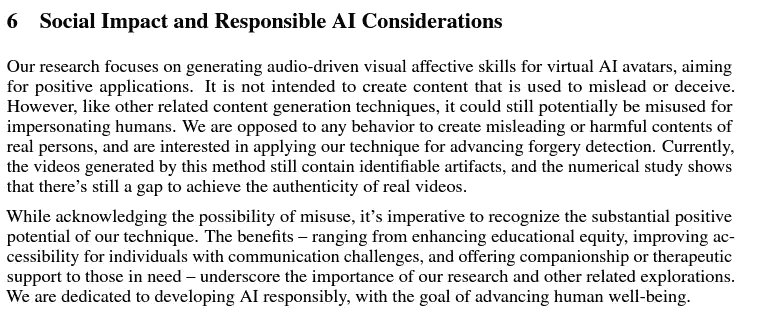 6 Social Impact and Responsible AI Considerations
Our research focuses on generating audio-driven visual affective skills for virtual AI avatars, aiming
for positive applications. It is not intended to create content that is used to mislead or deceive.
However, like other related content generation techniques, it could still potentially be misused for
impersonating humans. We are opposed to any behavior to create misleading or harmful contents of
real persons, and are interested in applying our technique for advancing forgery detection. Currently,
the videos generated by this method still contain identifiable artifacts, and the numerical study shows
that there's still a gap to achieve the authenticity of real videos.
While acknowledging the possibility of misuse, it's imperative to recognize the substantial positive
potential of our technique. The benefits – ranging from enhancing educational equity, improving ac-
cessibility for individuals with communication challenges, and offering companionship or therapeutic
support to those in need – underscore the importance of our research and other related explorations.
We are dedicated to developing AI responsibly, with the goal of advancing human well-being.